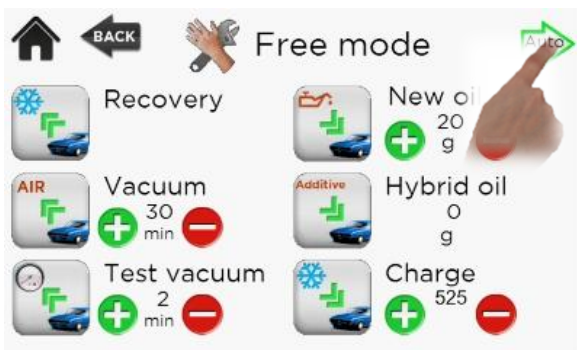 BACK
Free mode
Auto
Recovery
AIR
Vacuum
30
min
Test vacuum
2
min
New oil
20
g
Additive
Hybrid oil
0
g
Charge
525